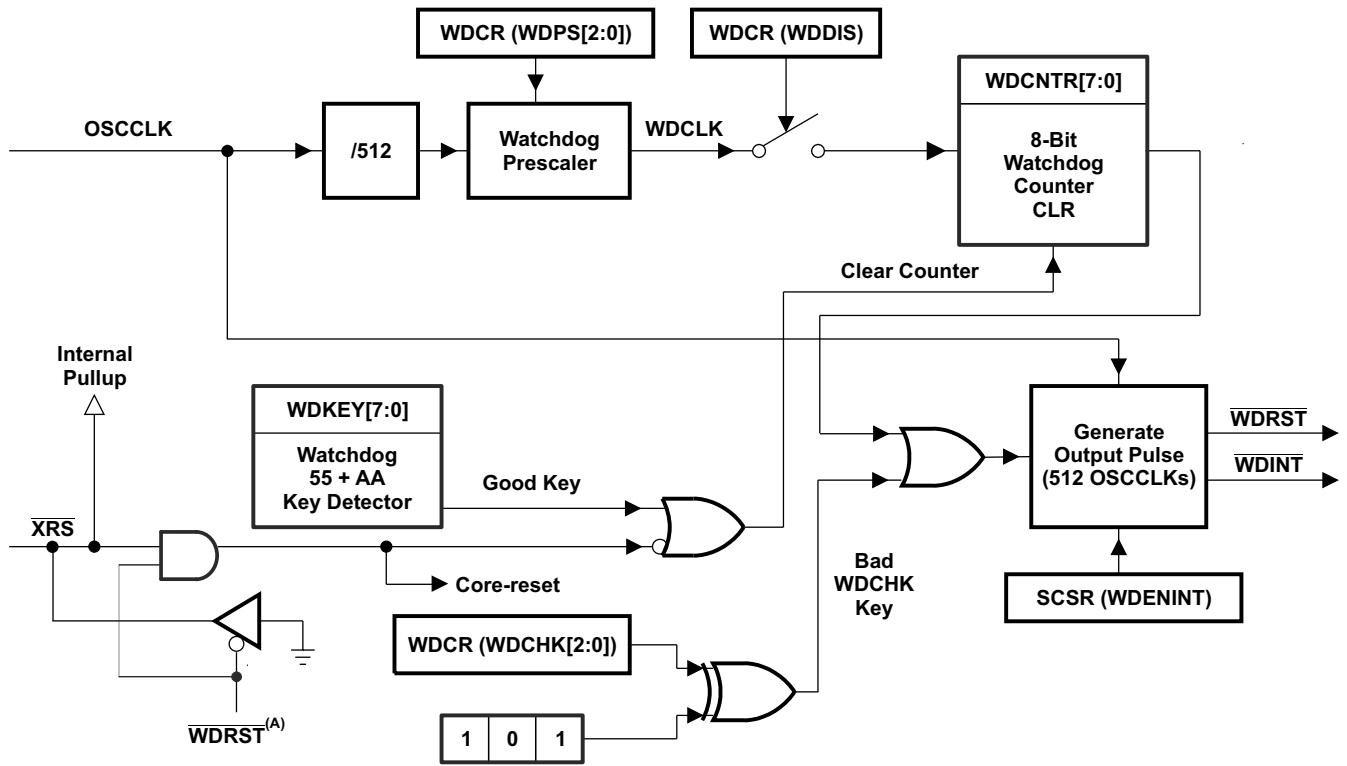 WDCR (WDPS[2:0])
WDCR (WDDIS)
WDCNTR[7:0]
OSCCLK
/512
Watchdog
Prescaler
WDCLK
8-Bit
Watchdog
Counter
CLR
Clear Counter
Internal
Pullup
WDKEY[7:0]
Watchdog
55 + AA
Key Detector
Good Key
Generate
Output Pulse
(512 OSCCLKs)
WDRST
WDINT
XRS
Core-reset
Bad
WDCHK
Key
SCSR (WDENINT)
WDCR (WDCHK[2:0])
WDRST(A)
1 0 1